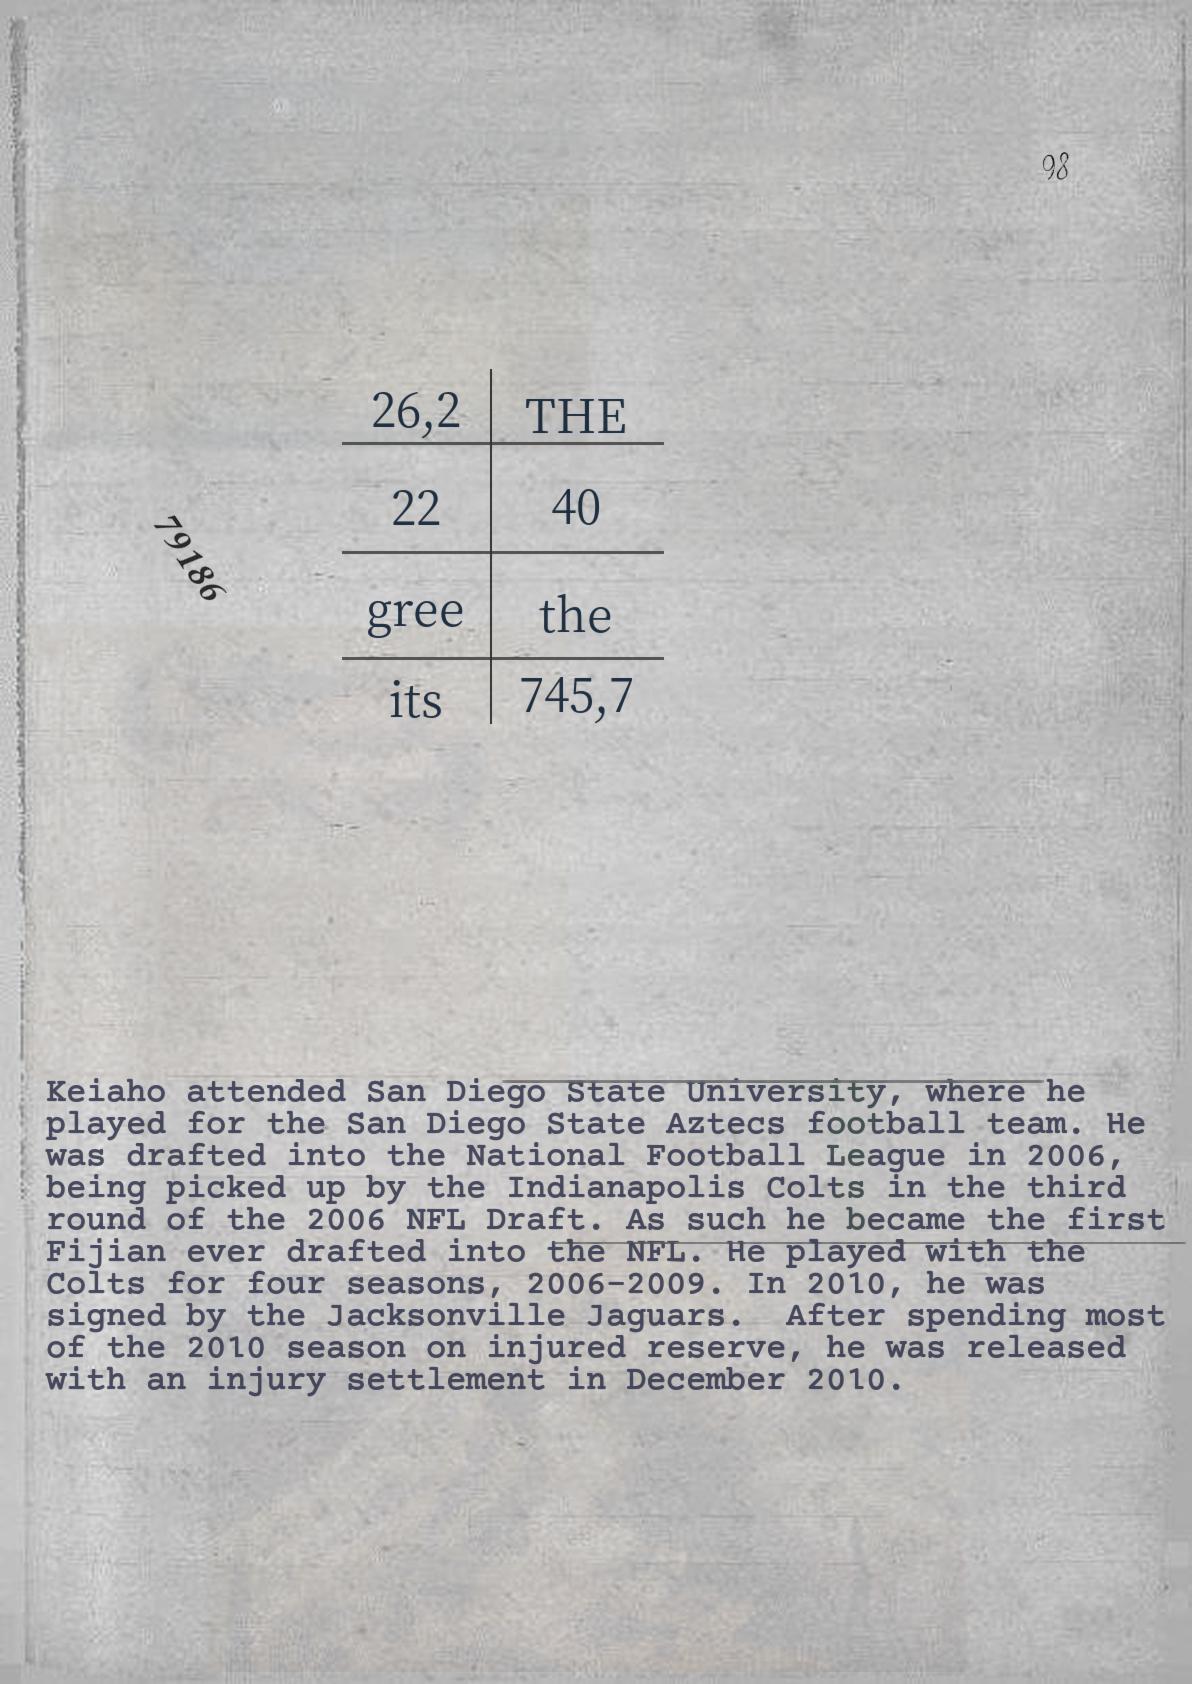 98
26,2 THE
22 40
79186
gree the
its 745,7
Keiaho attended San Diego State University, where he
played for the San Diego State Aztecs football team. He
was drafted into the National Football League in 2006,
being picked up by the Indianapolis Colts in the third
round of the 2006 NFL Draft. As such he became the first
Fijian ever drafted into the NFL. He played with the
Colts for four seasons, 2006–2009. In 2010, he was
signed by the Jacksonville Jaguars.  After spending most
of the 2010 season on injured reserve, he was released
with an injury settlement in December 2010.